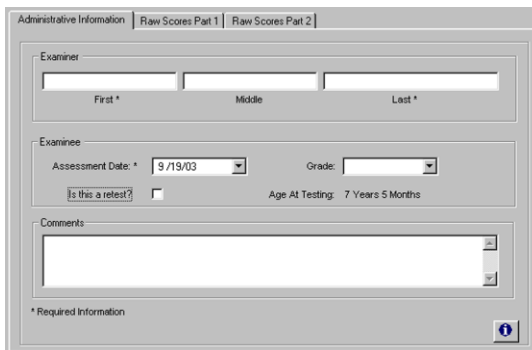 Administrative Information Raw Scores Part 1 Raw Scores Part 2
Examiner
First * Middle Last *
Examinee
Assessment Date: * 9 /19/03 Grade:
Is this a retest? Age At Testing: 7 Years 5 Months
Comments
* Required Information